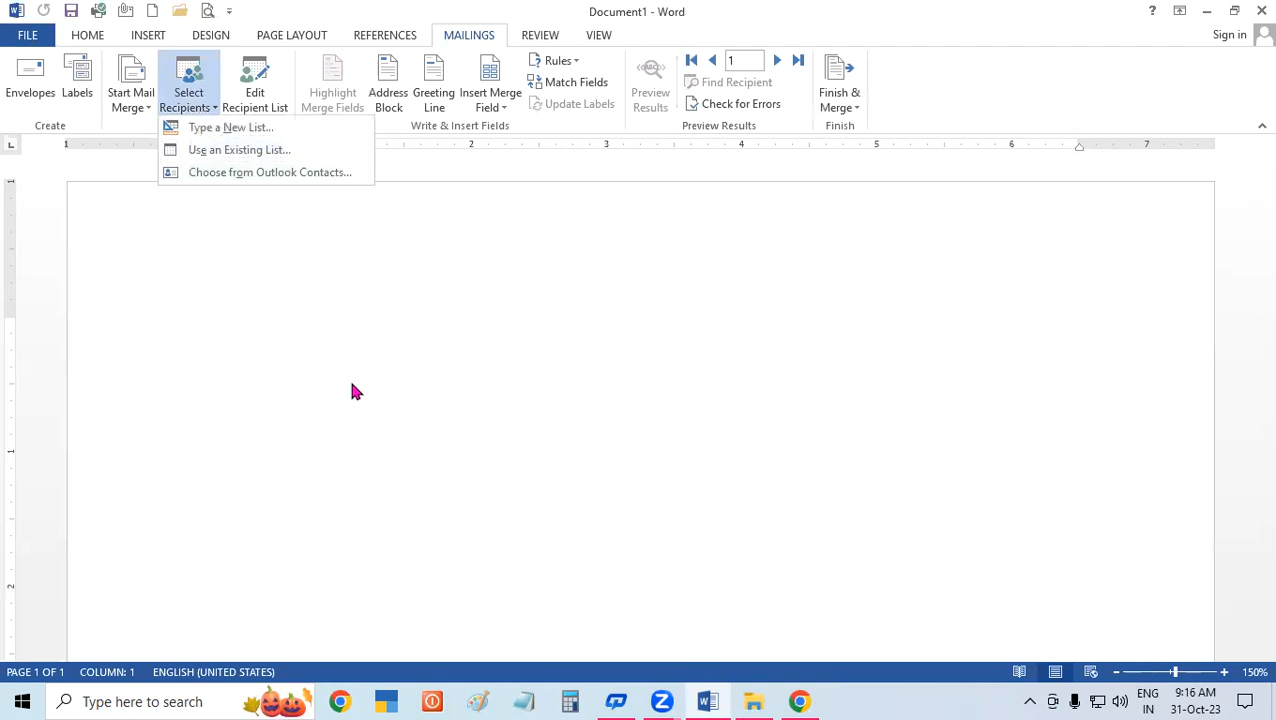 Document1 - Word
?
FILE HOME INSERT DESIGN PAGE LAYOUT REFERENCES MAILINGS REVIEW VIEW Sign in
Envelopes
Labels
Start Mail
Merge
Select
Recipients
Edit
Recipient List
Highlight
Merge Fields
Address
Block
Greeting
Line
Insert Merge
Field
Rules
Match Fields
Update Labels
ABC
Preview
Results
1
Find Recipient
Check for Errors
Finish &
Merge
Create
Write & Insert Fields
Preview Results
Finish
Type a New List...
Use an Existing List...
Choose from Outlook Contacts...
1 2 3 4 5 6 7
1
1
2
PAGE 1 OF 1 COLUMN: 1 ENGLISH (UNITED STATES) 150%
Type here to search
ENG
IN
9:16 AM
31-Oct-23